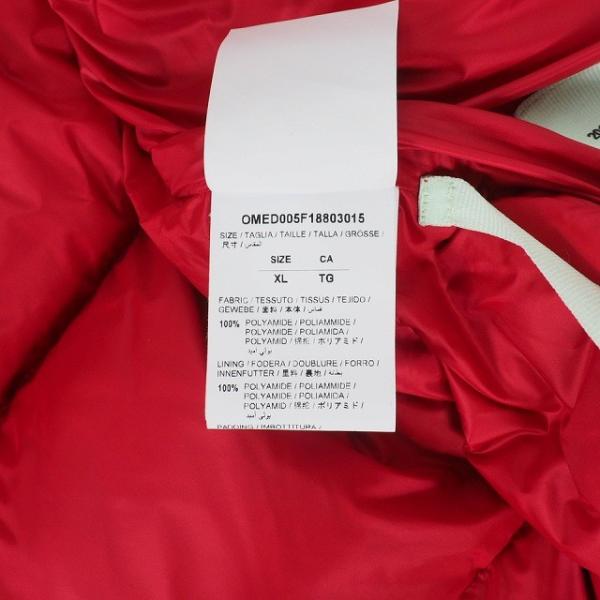 OMED005F18803015
SIZE / TAGLIA / TAILLE / TALLA / GRÖSSE /
尺寸 / المقاس
SIZE CA
XL TG
FABRIC / TESSUTO / TISSUS / TEJIDO /
GEWEBE / 面料 / 本体 / قماش
100% POLYAMIDE / POLIAMMIDE /
POLYAMIDE / POLIAMIDA /
POLYAMID / 锦纶 / ポリアミド /
بولي أميد
LINING / FODERA / DOUBLURE / FORRO /
INNENFUTTER / 里料 / 裏地 / بطانة
100% POLYAMIDE / POLIAMMIDE /
POLYAMIDE / POLIAMIDA /
POLYAMID / 锦纶 / ポリアミド /
بولي أميد
PADDING / IMBOTTITURA /